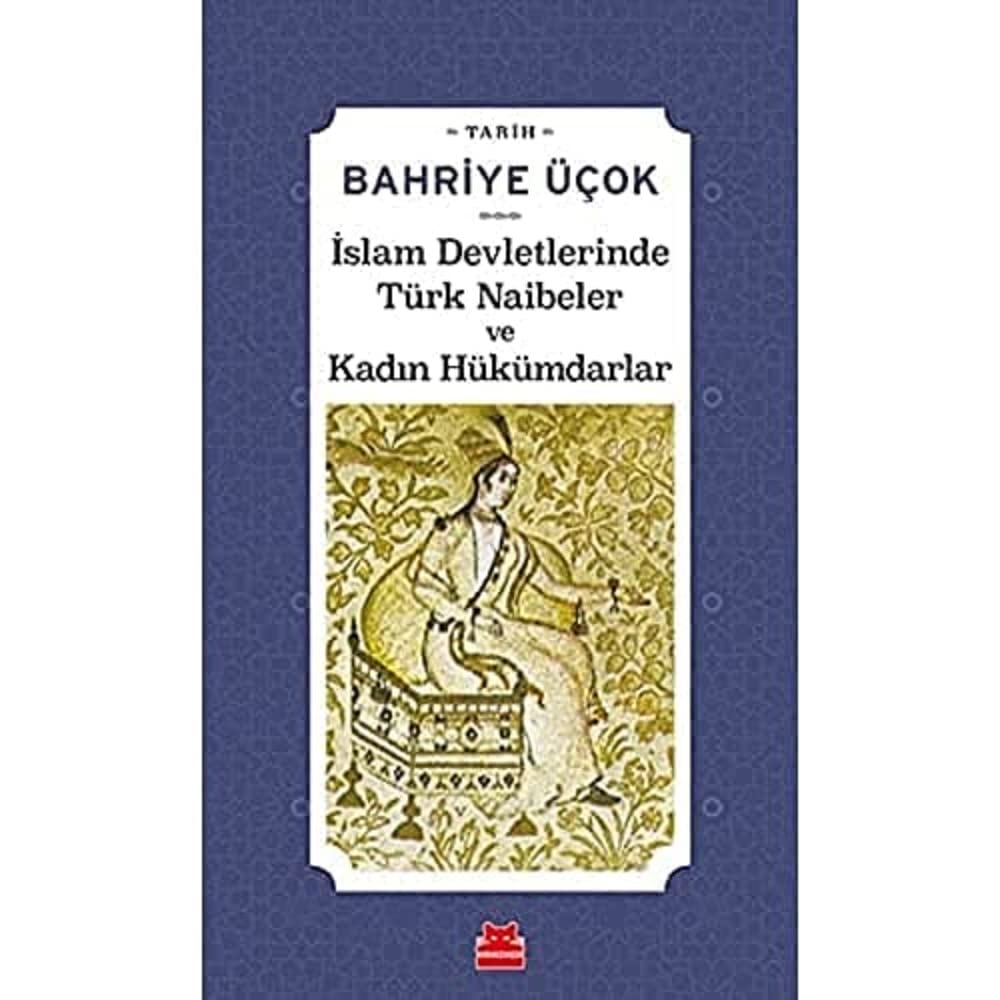 TARİH
BAHRİYE ÜÇOK
İslam Devletlerinde
Türk Naibeler
ve
Kadın Hükümdarlar